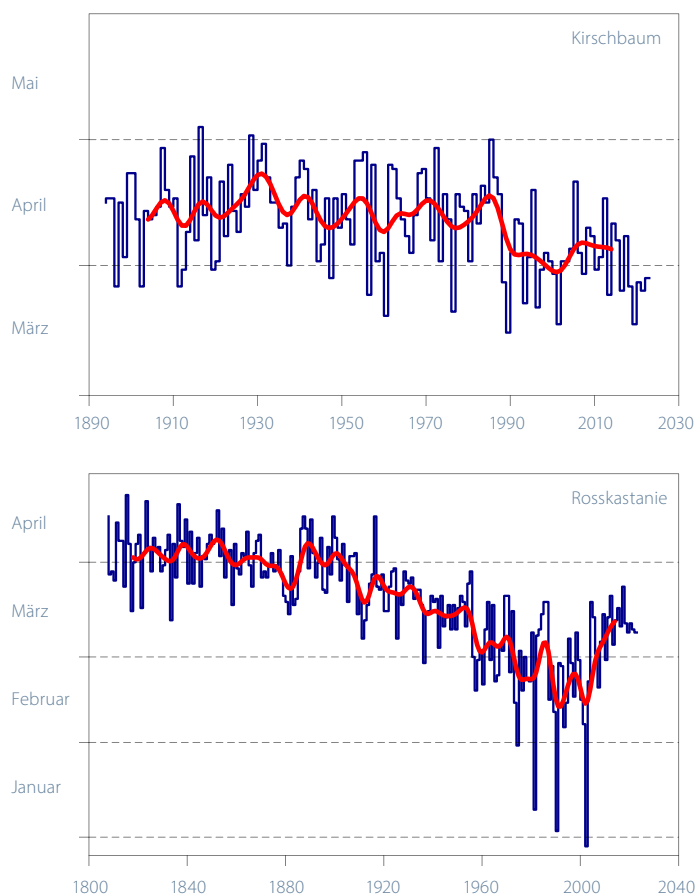 Kirschbaum
Mai
April
März
1890 1910 1930 1950 1970 1990 2010 2030
Rosskastanie
April
März
Februar
Januar
1800 1840 1880 1920 1960 2000 2040